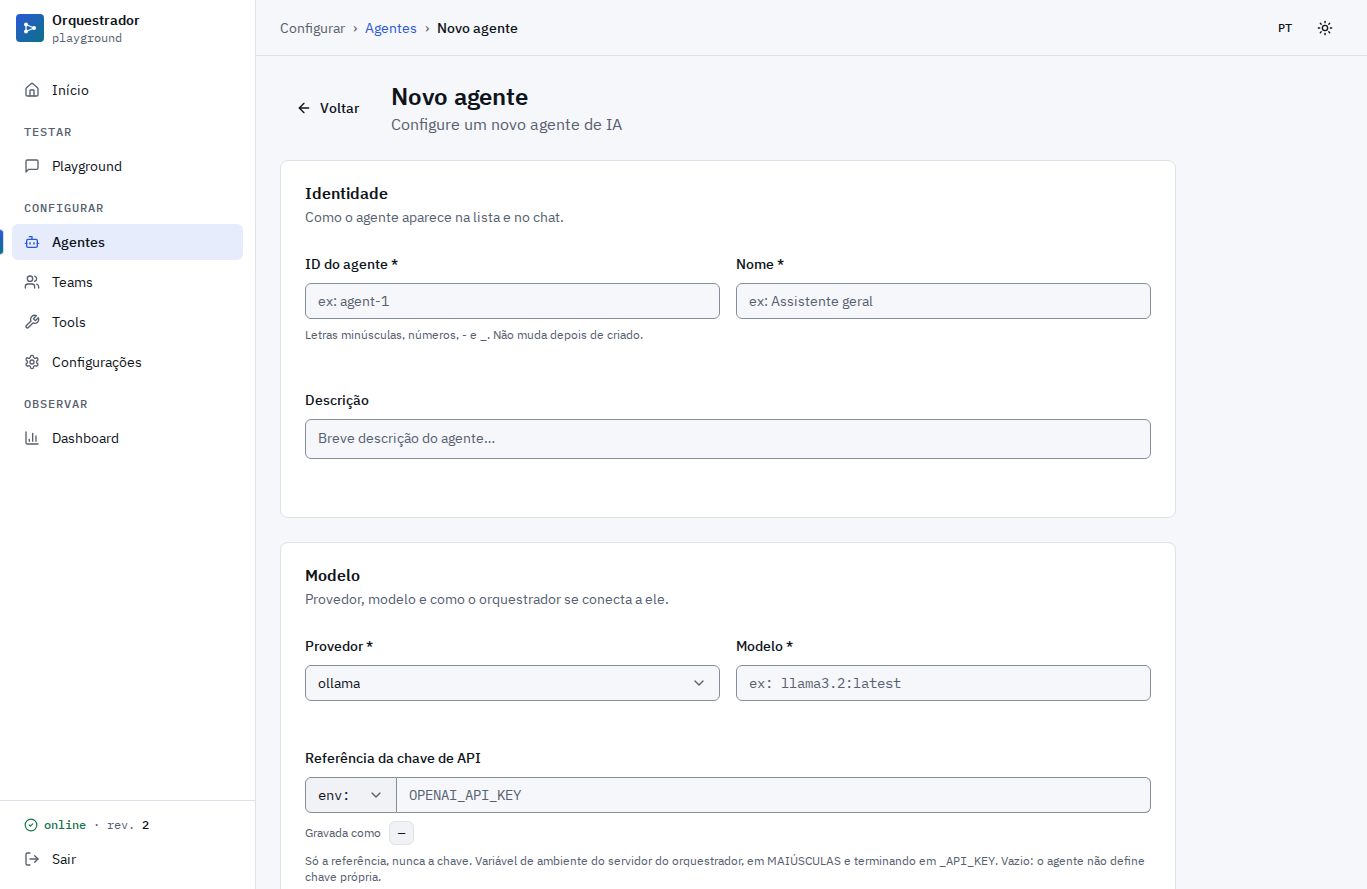 Orquestrador
playground
Início
TESTAR
Playground
CONFIGURAR
Agentes
Teams
Tools
Configurações
OBSERVAR
Dashboard
online · rev. 2
Sair
Configurar › Agentes › Novo agente
PT
Voltar
Novo agente
Configure um novo agente de IA
Identidade
Como o agente aparece na lista e no chat.
ID do agente * Nome *
ex: agent-1 ex: Assistente geral
Letras minúsculas, números, - e _. Não muda depois de criado.
Descrição
Breve descrição do agente...
Modelo
Provedor, modelo e como o orquestrador se conecta a ele.
Provedor * Modelo *
ollama ex: llama3.2:latest
Referência da chave de API
env: OPENAI_API_KEY
Gravada como —
Só a referência, nunca a chave. Variável de ambiente do servidor do orquestrador, em MAIÚSCULAS e terminando em _API_KEY. Vazio: o agente não define
chave própria.